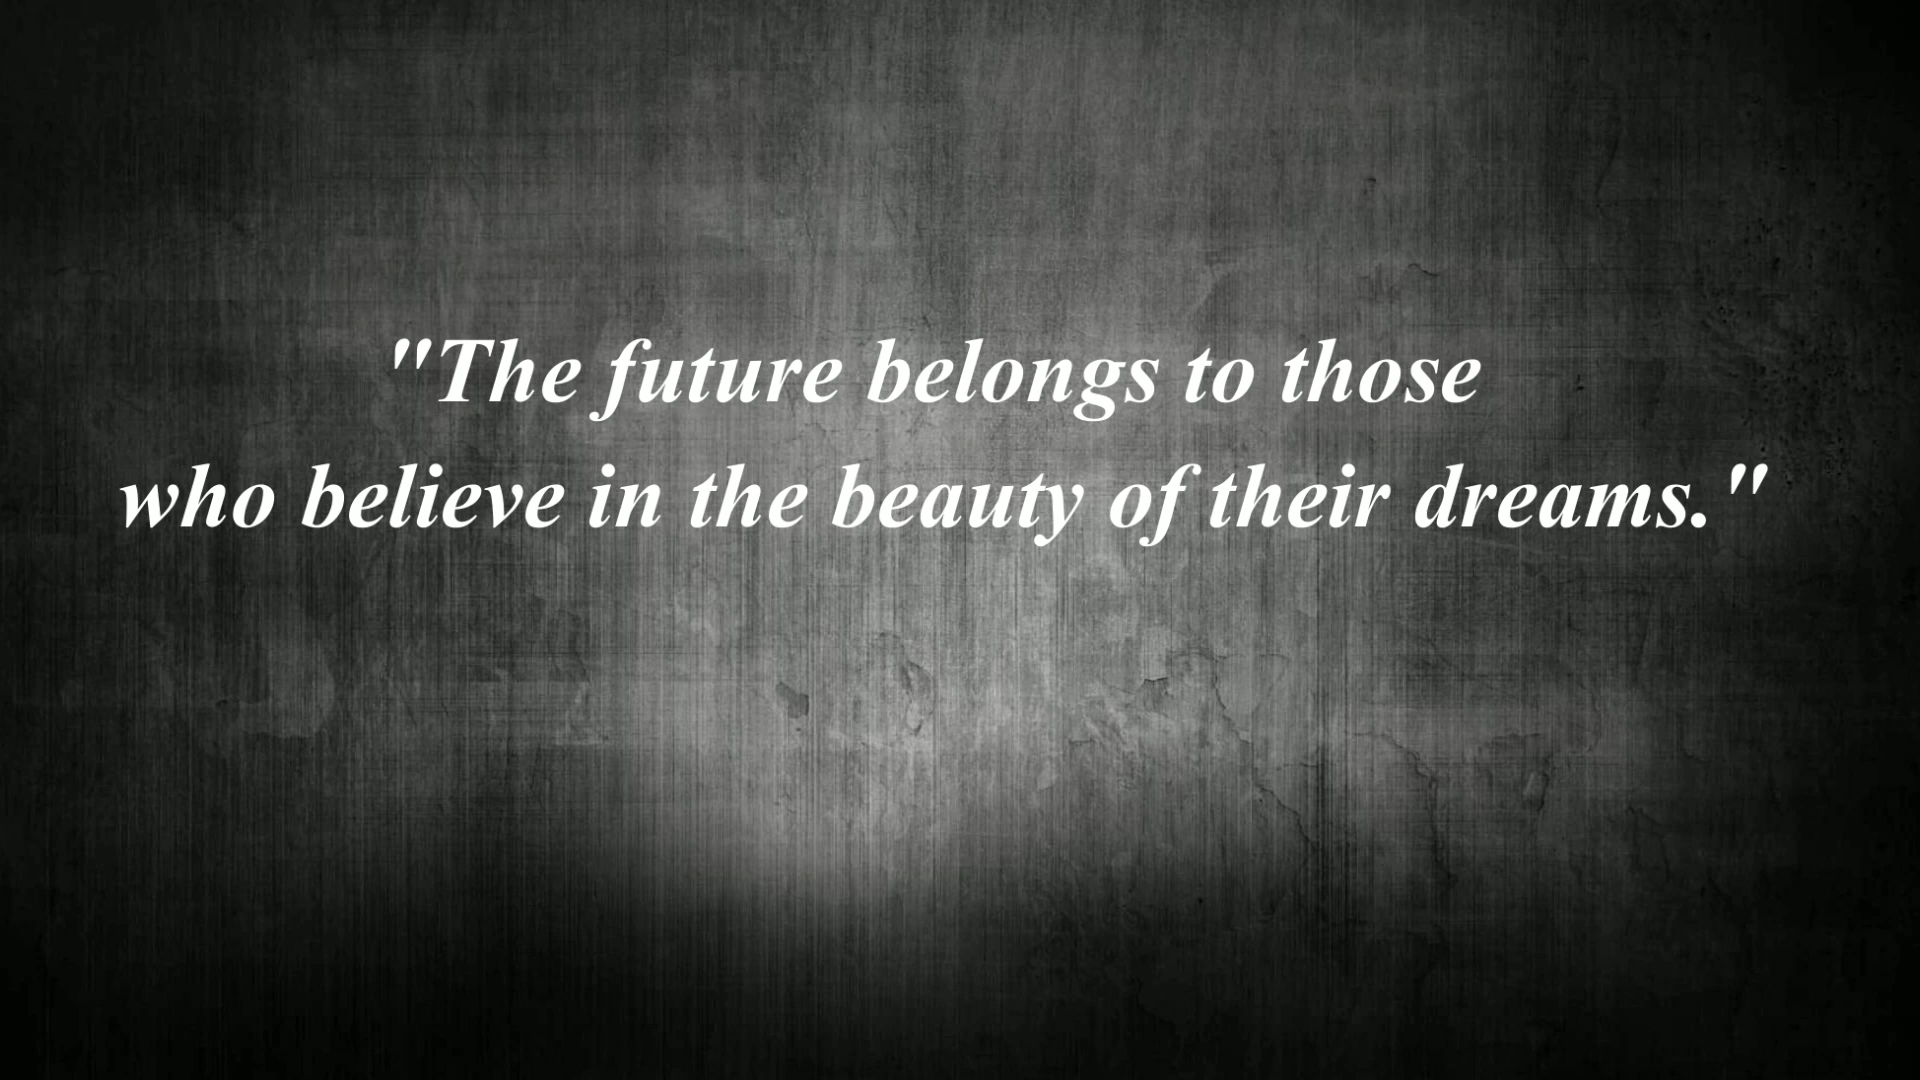 "The future belongs to those
who believe in the beauty of their dreams."